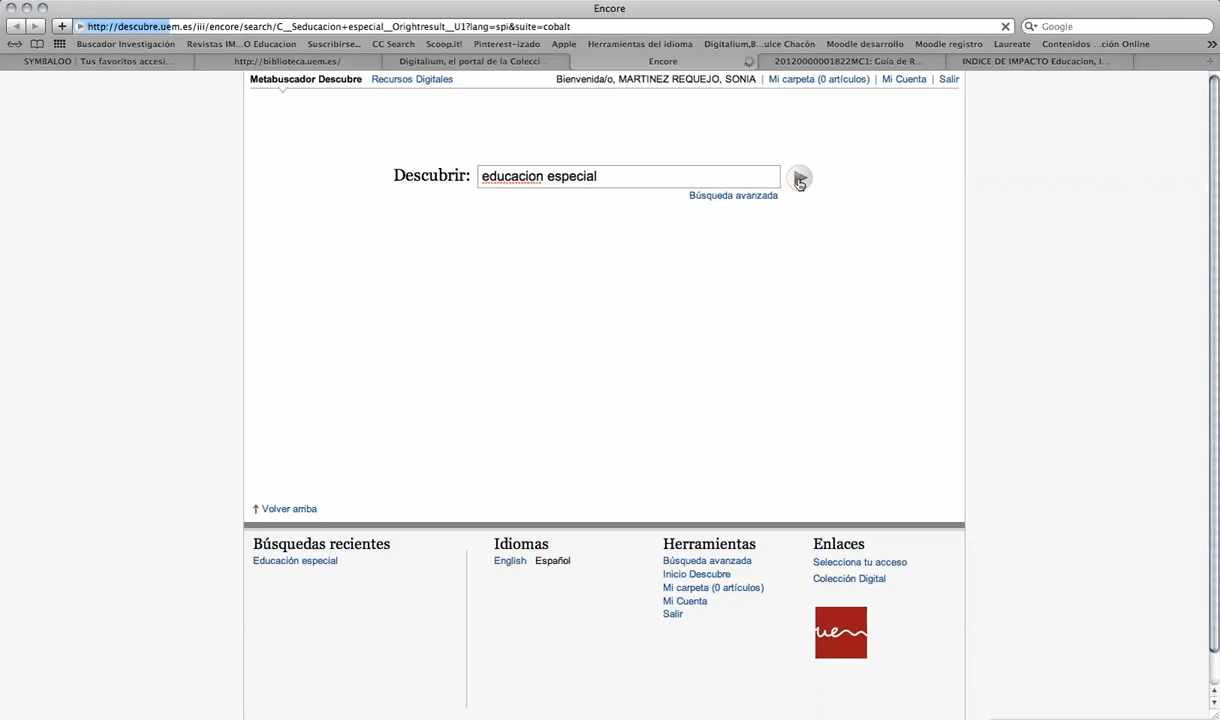 Encore
http://descubre.uem.es/iii/encore/search/C__Seducacion+especial__Orightresult__U1?lang=spi&suite=cobalt
Google
Buscador Investigación Revistas IM...O Educacion Suscribirse... CC Search Scoop.it! Pinterest-izado Apple Herramientas del idioma Digitalium,B...ulce Chacón Moodle desarrollo Moodle registro Laureate Contenidos ...ción Online
SYMBALOO | Tus favoritos accesi... http://biblioteca.uem.es/ Digitalium, el portal de la Colecci... Encore 20120000001822MC1: Guía de R... INDICE DE IMPACTO Educacion, I...
Metabuscador Descubre Recursos Digitales Bienvenida/o, MARTINEZ REQUEJO, SONIA | Mi carpeta (0 artículos) | Mi Cuenta | Salir
Descubrir: educacion especial
Búsqueda avanzada
Volver arriba
Búsquedas recientes
Educación especial
Idiomas
English Español
Herramientas
Búsqueda avanzada
Inicio Descubre
Mi carpeta (0 artículos)
Mi Cuenta
Salir
Enlaces
Selecciona tu acceso
Colección Digital
uem